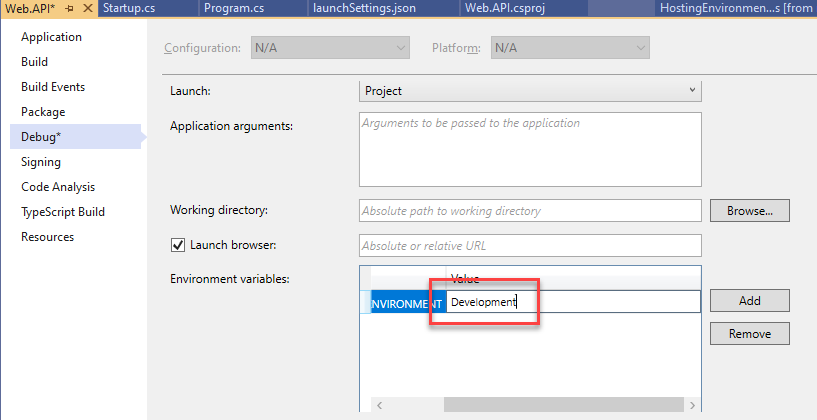 Web.API* Startup.cs Program.cs launchSettings.json Web.API.csproj HostingEnvironmen...s [from
Application
Build
Build Events
Package
Debug*
Signing
Code Analysis
TypeScript Build
Resources
Configuration: N/A Platform: N/A
Launch: Project
Application arguments: Arguments to be passed to the application
Working directory: Absolute path to working directory Browse...
Launch browser: Absolute or relative URL
Environment variables:
Value
NVIRONMENT Development
Add
Remove